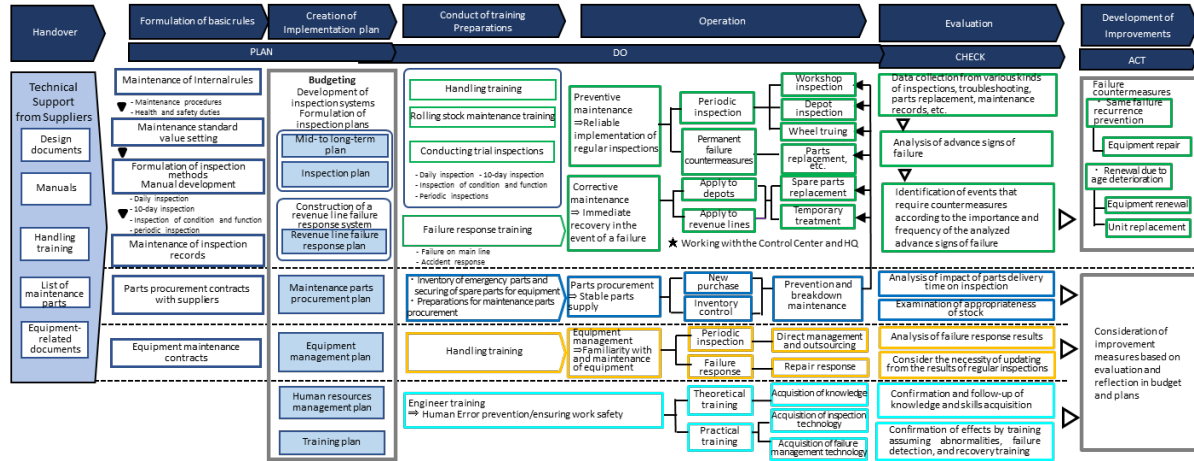 Handover
Formulation of basic rules
Creation of
Implementation plan
Conduct of training
Preparations
Operation
Evaluation
Development of
Improvements
PLAN
DO
CHECK
ACT
Technical
Support
from Suppliers
Design
documents
Manuals
Handling
training
List of
maintenance
parts
Equipment-
related
documents
Maintenance of Internalrules
- Maintenance procedures
- Health and safety duties
Maintenance standard
value setting
Formulation of inspection
methods
Manual development
- Daily inspection
- 10-day inspection
- Inspection of condition and function
- periodic inspection
Maintenance of inspection
records
Parts procurement contracts
with suppliers
Equipment maintenance
contracts
Budgeting
Development of
inspection systems
Formulation of
inspection plans
Mid- to long-term
plan
Inspection plan
Construction of a
revenue line failure
response system
Revenue line failure
response plan
Maintenance parts
procurement plan
Equipment
management plan
Human resources
management plan
Training plan
Handling training
Rolling stock maintenance training
Conducting trial inspections
- Daily inspection - 10-day inspection
- Inspection of condition and function
- Periodic inspections
Failure response training
- Failure on main line
- Accident response
・Inventory of emergency parts and
securing of spare parts for equipment
・Preparations for maintenance parts
procurement
Handling training
Engineer training
⇒ Human Error prevention/ensuring work safety
Preventive
maintenance
⇒Reliable
implementation of
regular inspections
Periodic
inspection
Permanent
failure
countermeasures
Workshop
inspection
Depot
inspection
Wheel truing
Parts
replacement,
etc.
Corrective
maintenance
⇒ Immediate
recovery in the
event of a failure
Apply to
depots
Apply to
revenue lines
Spare parts
replacement
Temporary
treatment
★ Working with the Control Center and HQ
Parts procurement
⇒ Stable parts
supply
New
purchase
Inventory
control
Prevention and
breakdown
maintenance
Equipment
management
⇒Familiarity with
and maintenance
of equipment
Periodic
inspection
Failure
response
Direct management
and outsourcing
Repair response
Theoretical
training
Practical
training
Acquisition of knowledge
Acquisition of inspection
technology
Acquisition of failure
management technology
Data collection from various kinds
of inspections, troubleshooting,
parts replacement, maintenance
records, etc.
Analysis of advance signs of
failure
Identification of events that
require countermeasures
according to the importance and
frequency of the analyzed
advance signs of failure
Analysis of impact of parts delivery
time on inspection
Examination of appropriateness
of stock
Analysis of failure response results
Consider the necessity of updating
from the results of regular inspections
Confirmation and follow-up of
knowledge and skills acquisition
Confirmation of effects by training
assuming abnormalities, failure
detection, and recovery training
Failure
countermeasures
・ Same failure
recurrence
prevention
Equipment repair
・ Renewal due to
age deterioration
Equipment renewal
Unit replacement
Consideration of
improvement
measures based on
evaluation and
reflection in budget
and plans